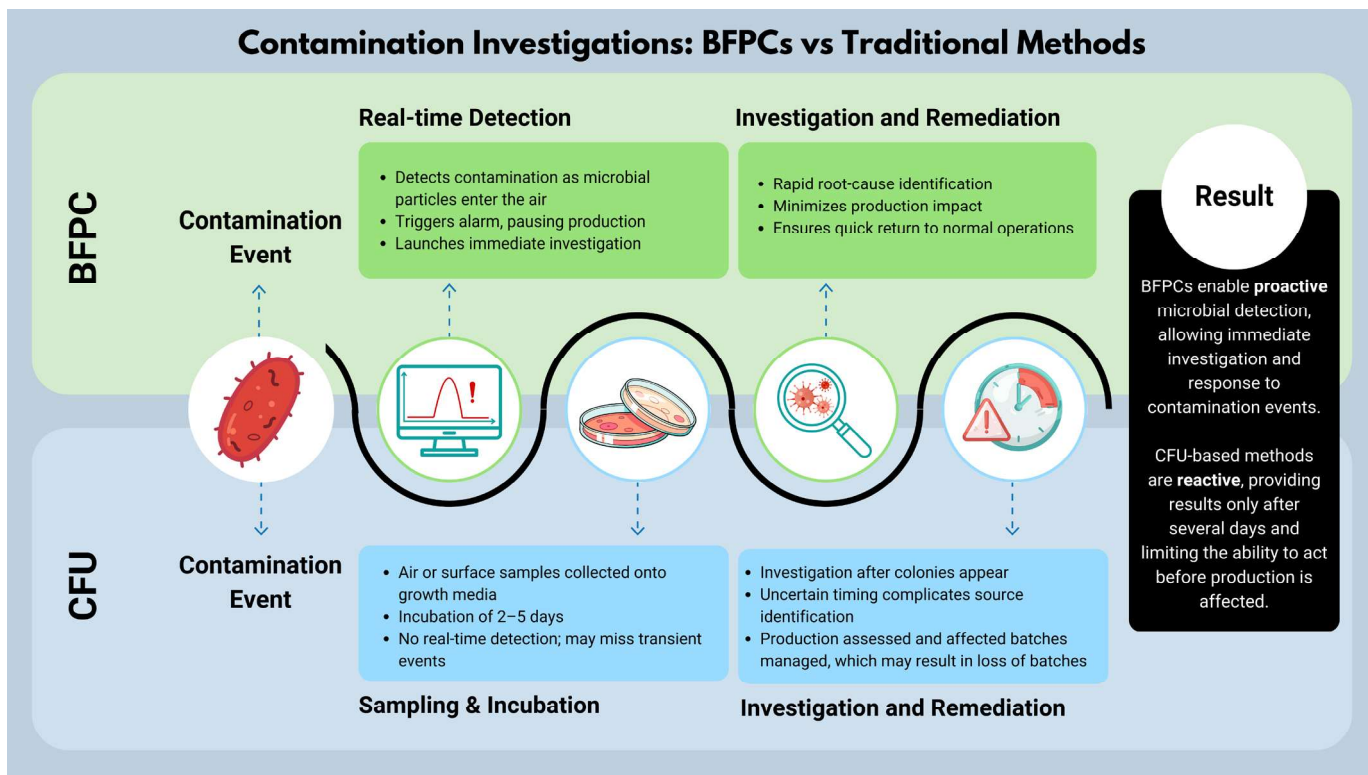 Contamination Investigations: BFPCs vs Traditional Methods
BFPC
Contamination
Event
Real-time Detection
• Detects contamination as microbial
particles enter the air
• Triggers alarm, pausing production
• Launches immediate investigation
Investigation and Remediation
• Rapid root-cause identification
• Minimizes production impact
• Ensures quick return to normal operations
!
!
CFU
Contamination
Event
• Air or surface samples collected onto
growth media
• Incubation of 2–5 days
• No real-time detection; may miss transient
events
Sampling & Incubation
• Investigation after colonies appear
• Uncertain timing complicates source
identification
• Production assessed and affected batches
managed, which may result in loss of batches
Investigation and Remediation
Result
BFPCs enable proactive
microbial detection,
allowing immediate
investigation and
response to
contamination events.
CFU-based methods
are reactive, providing
results only after
several days and
limiting the ability to act
before production is
affected.